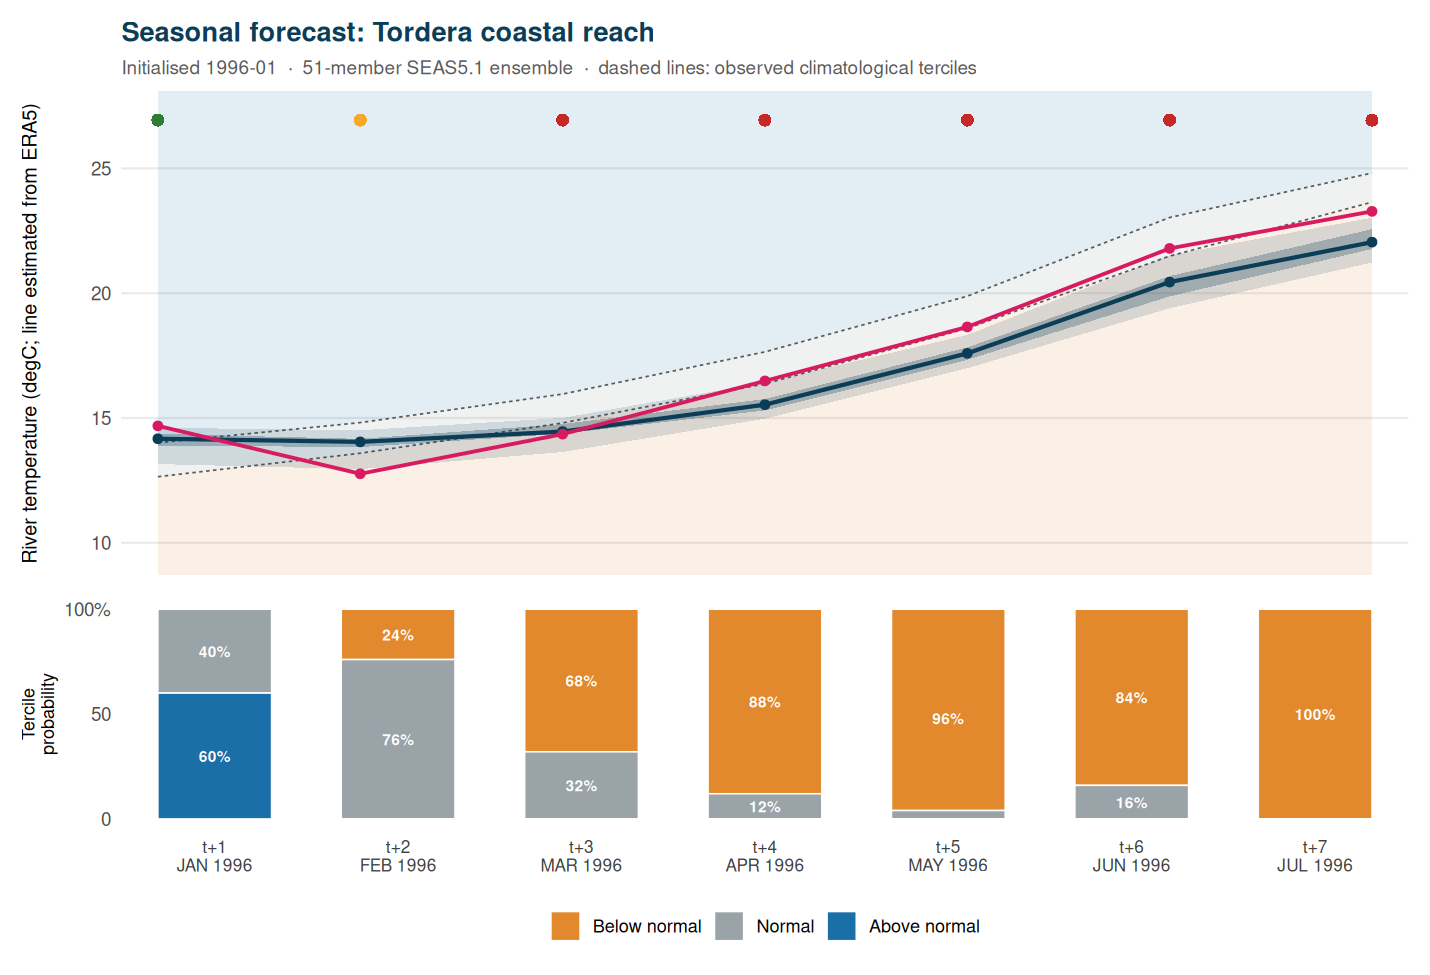 Seasonal forecast: Tordera coastal reach
Initialised 1996-01 · 51-member SEAS5.1 ensemble · dashed lines: observed climatological terciles
River temperature (degC; line estimated from ERA5)
25
20
15
10
Tercile
probability
100%
50
0
40%
60%
24%
76%
68%
32%
88%
12%
96%
84%
16%
100%
t+1
JAN 1996
t+2
FEB 1996
t+3
MAR 1996
t+4
APR 1996
t+5
MAY 1996
t+6
JUN 1996
t+7
JUL 1996
Below normal
Normal
Above normal